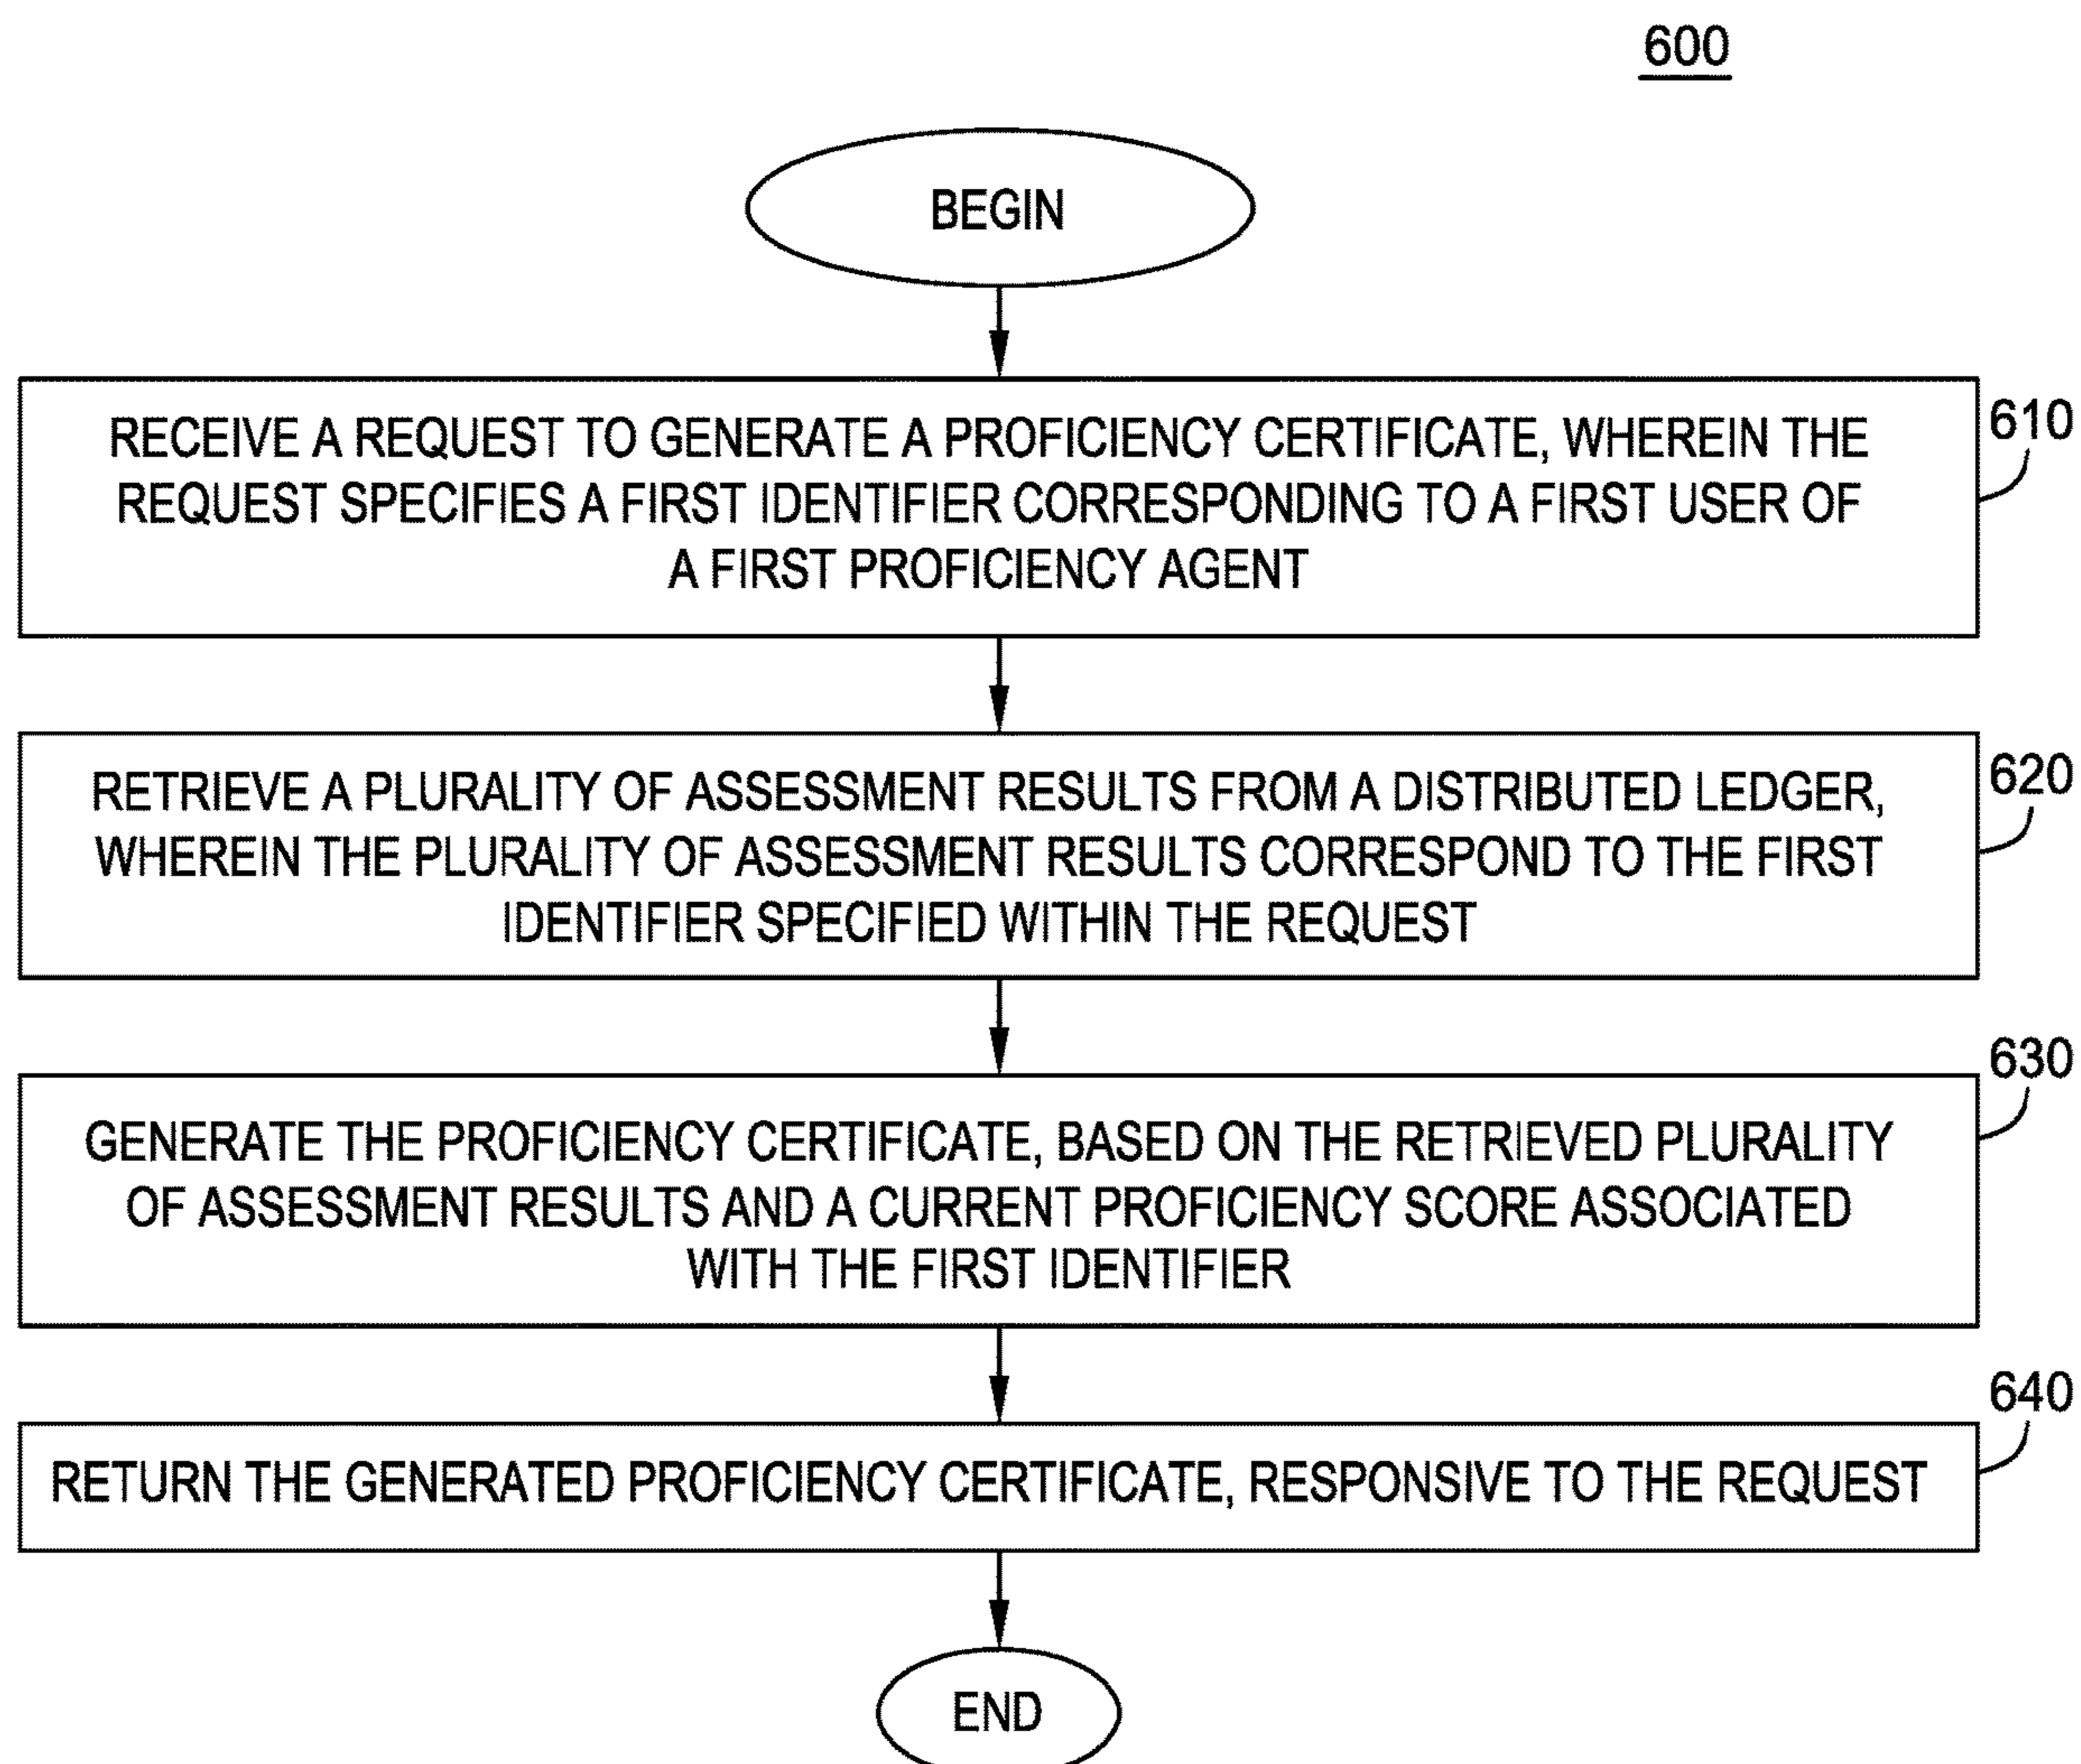 600
BEGIN
RECEIVE A REQUEST TO GENERATE A PROFICIENCY CERTIFICATE, WHEREIN THE
REQUEST SPECIFIES A FIRST IDENTIFIER CORRESPONDING TO A FIRST USER OF
A FIRST PROFICIENCY AGENT
610
RETRIEVE A PLURALITY OF ASSESSMENT RESULTS FROM A DISTRIBUTED LEDGER,
WHEREIN THE PLURALITY OF ASSESSMENT RESULTS CORRESPOND TO THE FIRST
IDENTIFIER SPECIFIED WITHIN THE REQUEST
620
GENERATE THE PROFICIENCY CERTIFICATE, BASED ON THE RETRIEVED PLURALITY
OF ASSESSMENT RESULTS AND A CURRENT PROFICIENCY SCORE ASSOCIATED
WITH THE FIRST IDENTIFIER
630
RETURN THE GENERATED PROFICIENCY CERTIFICATE, RESPONSIVE TO THE REQUEST
640
END